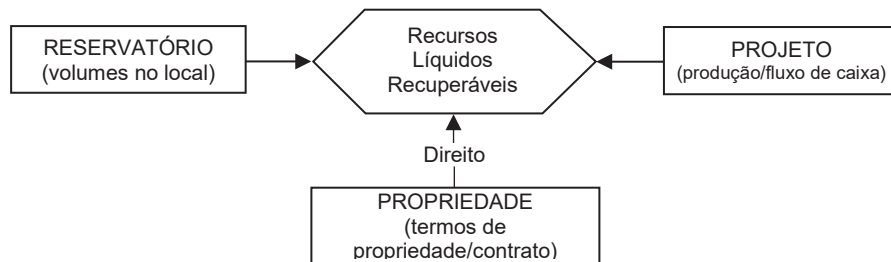 RESERVATÓRIO
(volumes no local)
Recursos
Líquidos
Recuperáveis
PROJETO
(produção/fluxo de caixa)
Direito
PROPRIEDADE
(termos de
propriedade/contrato)